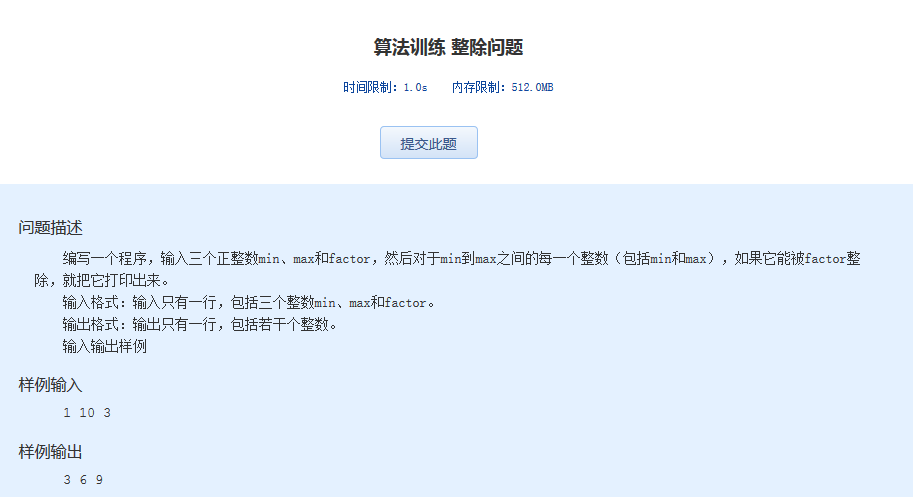 算法训练 整除问题
时间限制：1.0s 内存限制：512.0MB
提交此题
问题描述
编写一个程序，输入三个正整数min、max和factor，然后对于min到max之间的每一个整数（包括min和max），如果它能被factor整
除，就把它打印出来。
输入格式：输入只有一行，包括三个整数min、max和factor。
输出格式：输出只有一行，包括若干个整数。
输入输出样例
样例输入
1 10 3
样例输出
3 6 9